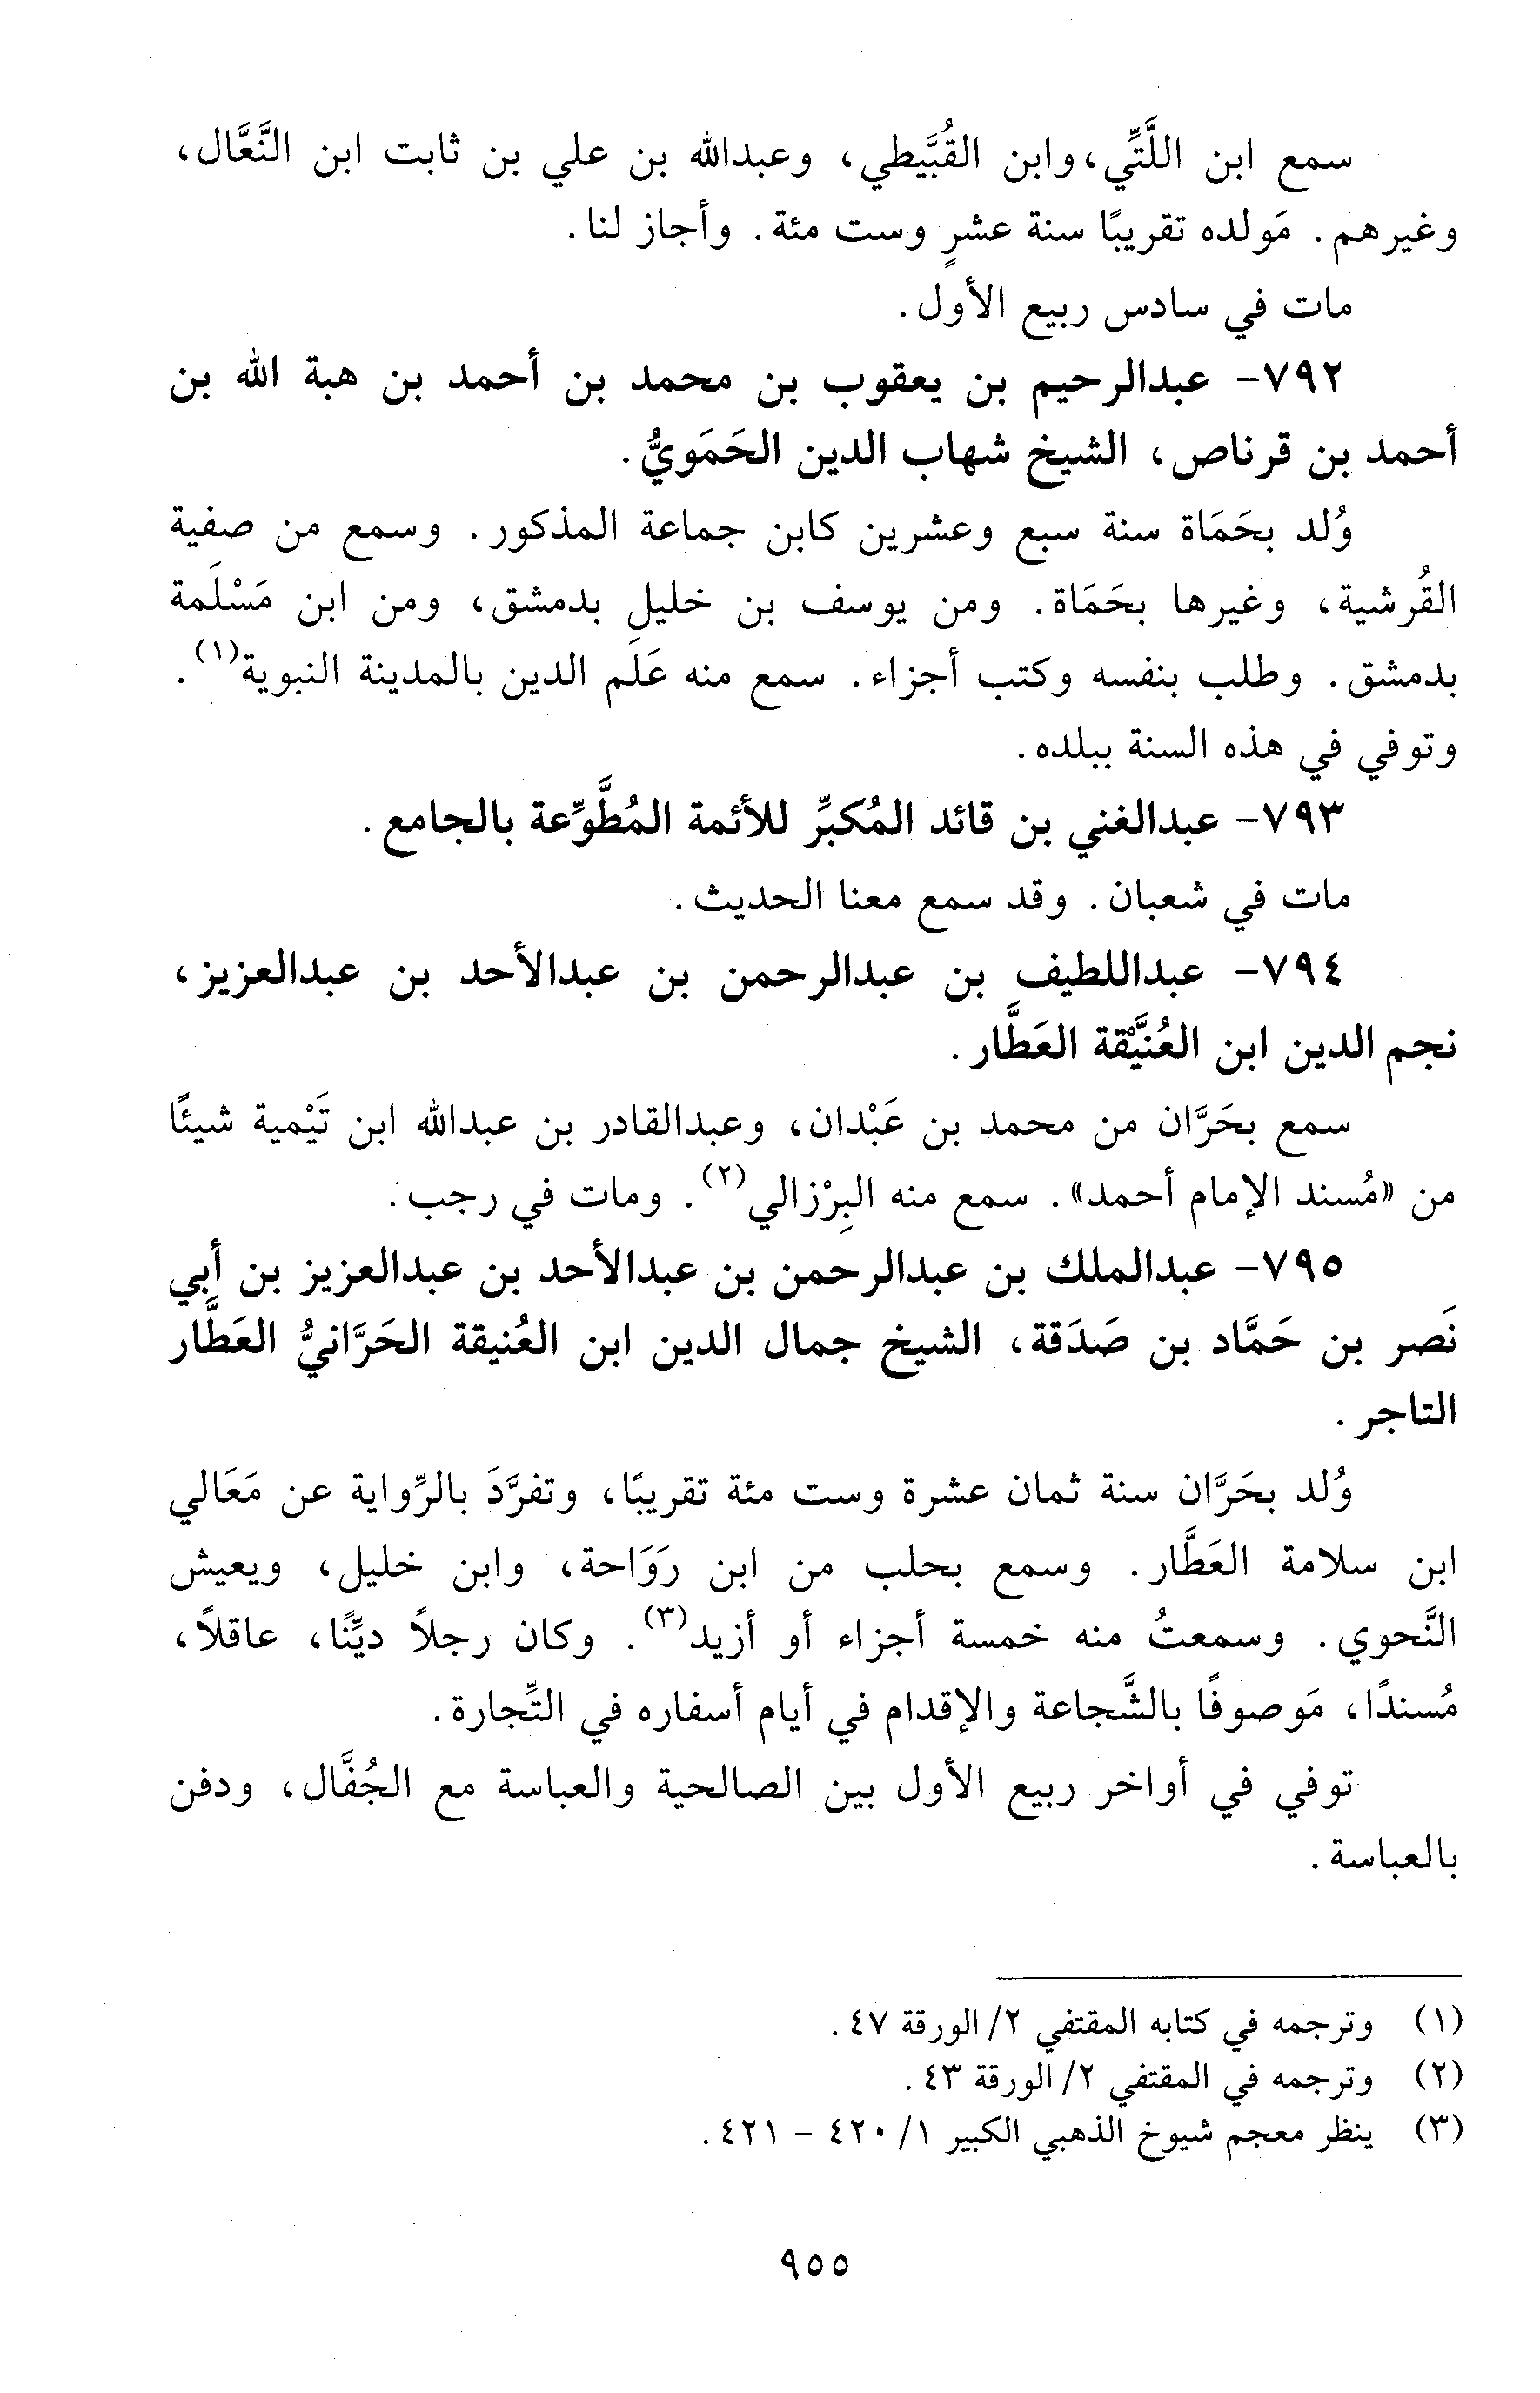 سمع ابن اللَّتِّي، وابن القُبَّيطي، وعبدالله بن علي بن ثابت ابن النَّعَّال،
وغيرهم. مَولده تقريبًا سنة عشرٍ وست مئة. وأجاز لنا.
مات في سادس ربيع الأول.
٧٩٢- عبدالرحيم بن يعقوب بن محمد بن أحمد بن هبة الله بن
أحمد بن قرناص، الشيخ شهاب الدين الحَمَويُّ.
وُلد بحَمَاة سنة سبع وعشرين كابن جماعة المذكور. وسمع من صفية
القُرشية، وغيرها بحَمَاة. ومن يوسف بن خليل بدمشق، ومن ابن مَسْلَمة
بدمشق. وطلب بنفسه وكتب أجزاء. سمع منه عَلَم الدين بالمدينة النبوية(١).
وتوفي في هذه السنة ببلده.
٧٩٣- عبدالغني بن قائد المُكبِّر للأئمة المُطَّوِّعة بالجامع.
مات في شعبان. وقد سمع معنا الحديث.
٧٩٤- عبداللطيف بن عبدالرحمن بن عبدالأحد بن عبدالعزيز،
نجم الدين ابن العُنَيِّقة العَطَّار.
سمع بحَرَّان من محمد بن عَبْدان، وعبدالقادر بن عبدالله ابن تَيْمية شيئًا
من «مُسند الإمام أحمد». سمع منه البِرْزالي(٢). ومات في رجب.
٧٩٥- عبدالملك بن عبدالرحمن بن عبدالأحد بن عبدالعزيز بن أبي
نَصر بن حَمَّاد بن صَدَقة، الشيخ جمال الدين ابن العُنيقة الحَرَّانيُّ العَطَّار
التاجر.
وُلد بحَرَّان سنة ثمان عشرة وست مئة تقريبًا، وتفرَّدَ بالرِّواية عن مَعَالي
ابن سلامة العَطَّار. وسمع بحلب من ابن رَوَاحة، وابن خليل، ويعيش
النَّحوي. وسمعتُ منه خمسة أجزاء أو أزيد(٣). وكان رجلاً ديِّنًا، عاقلاً،
مُسندًا، مَوصوفًا بالشَّجاعة والإقدام في أيام أسفاره في التِّجارة.
توفي في أواخر ربيع الأول بين الصالحية والعباسة مع الجُفَّال، ودفن
بالعباسة.
(١) وترجمه في كتابه المقتفي ٢/ الورقة ٤٧.
(٢) وترجمه في المقتفي ٢/ الورقة ٤٣.
(٣) ينظر معجم شيوخ الذهبي الكبير ١/ ٤٢٠ - ٤٢١.
٩٥٥